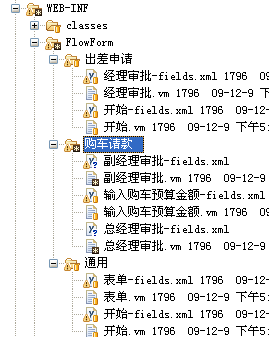 WEB-INF
classes
FlowForm
出差申请
经理审批-fields.xml 1796 09-12-
经理审批.vm 1796 09-12-9 下
开始-fields.xml 1796 09-12-9
开始.vm 1796 09-12-9 下午5:
购车请款
副经理审批-fields.xml
副经理审批.vm 1796 09-12-9
输入购车预算金额-fields.xml
输入购车预算金额.vm 1796 09
总经理审批-fields.xml
总经理审批.vm 1796 09-12-9
通用
表单-fields.xml 1796 09-12-
表单.vm 1796 09-12-9 下午5:
开始-fields.xml 1796 09-12-
开始.vm 1796 09-12-9 下午5: